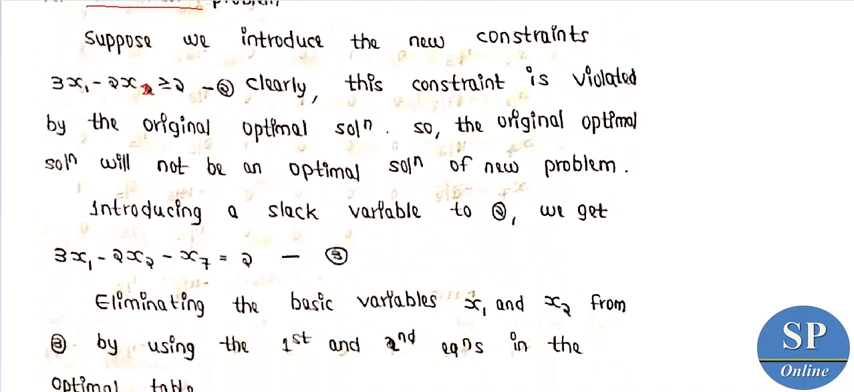 Suppose we introduce the new constraints
3x₁ - 2x₂ ≥ 2 - ② clearly, this constraint is violated
by the original optimal solⁿ. so, the original optimal
solⁿ will not be an optimal solⁿ of new problem.
Introducing a slack variable to ②, we get
3x₁ - 2x₂ - x₇ = 2 - ③
Eliminating the basic variables x₁ and x₂ from
③ by using the 1st and 2nd eqⁿs in the
optimal table
SP
Online